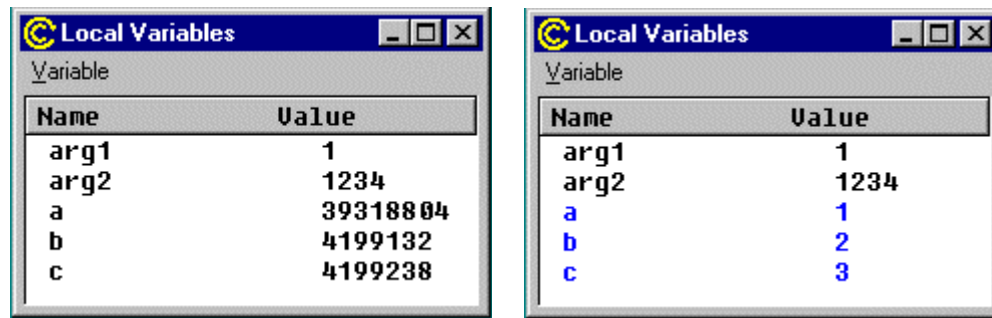 Local Variables
Variable
Name Value
arg1 1
arg2 1234
a 39318804
b 4199132
c 4199238
Local Variables
Variable
Name Value
arg1 1
arg2 1234
a 1
b 2
c 3